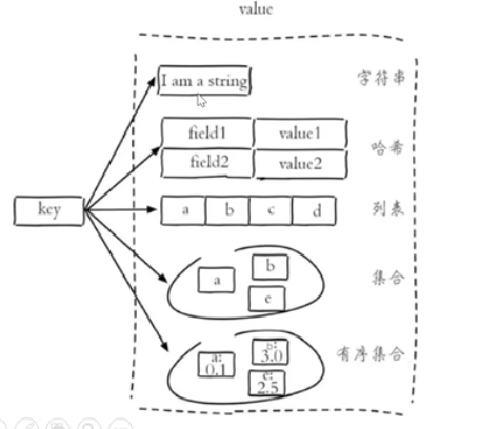 value
I am a string
字符串
field1 value1
哈希
field2 value2
key
a b c d
列表
b
a
集合
e
b:
3.0
a:
0.1
有序集合
c:
2.5